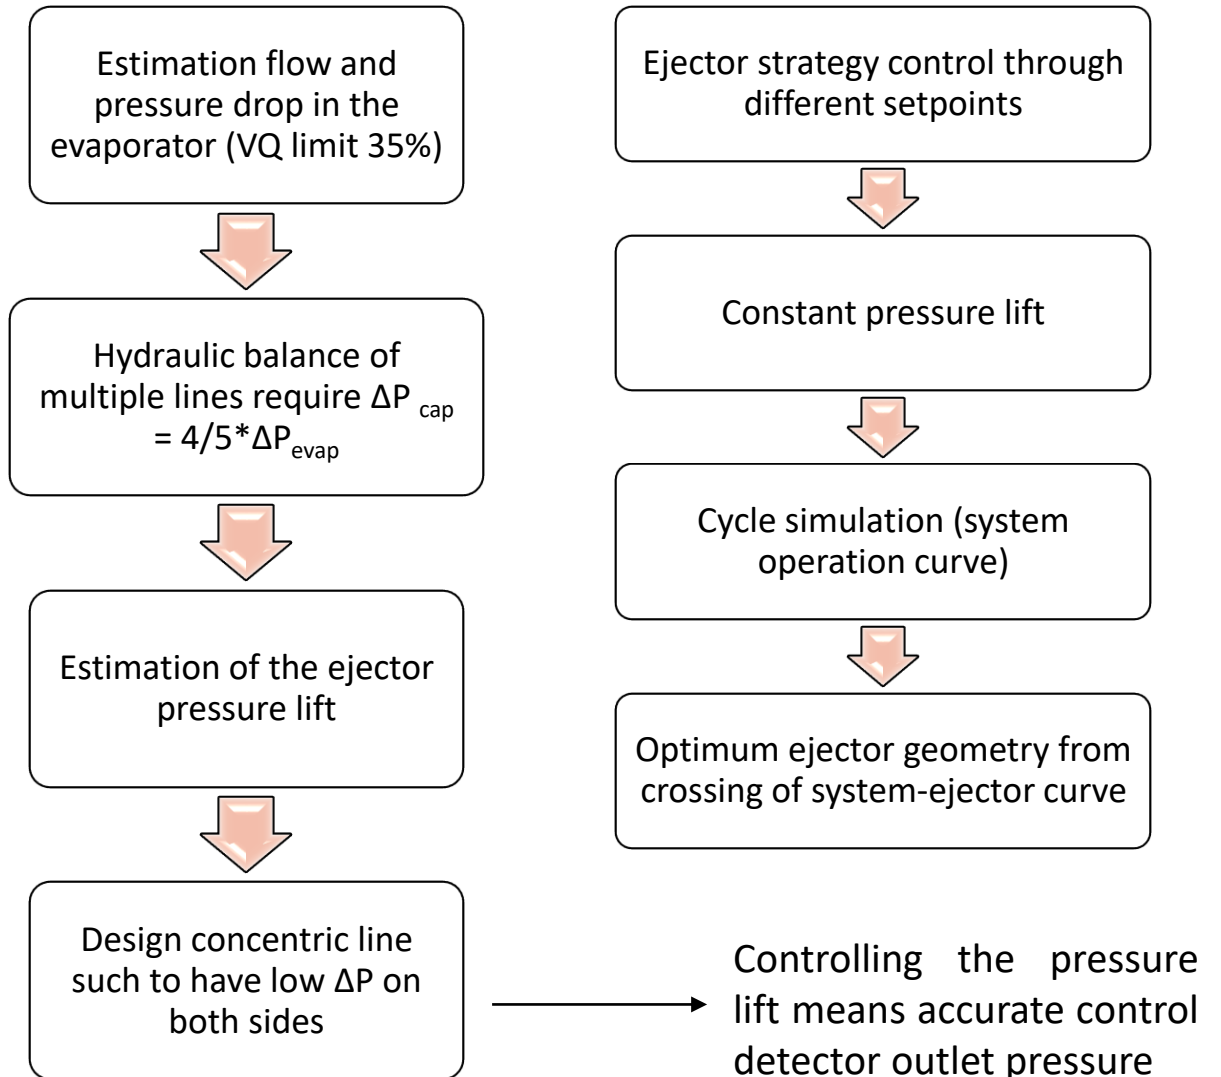 Estimation flow and
pressure drop in the
evaporator (VQ limit 35%)
Hydraulic balance of
multiple lines require ΔP cap
= 4/5*ΔPevap
Estimation of the ejector
pressure lift
Design concentric line
such to have low ΔP on
both sides
Ejector strategy control through
different setpoints
Constant pressure lift
Cycle simulation (system
operation curve)
Optimum ejector geometry from
crossing of system-ejector curve
Controlling the pressure
lift means accurate control
detector outlet pressure